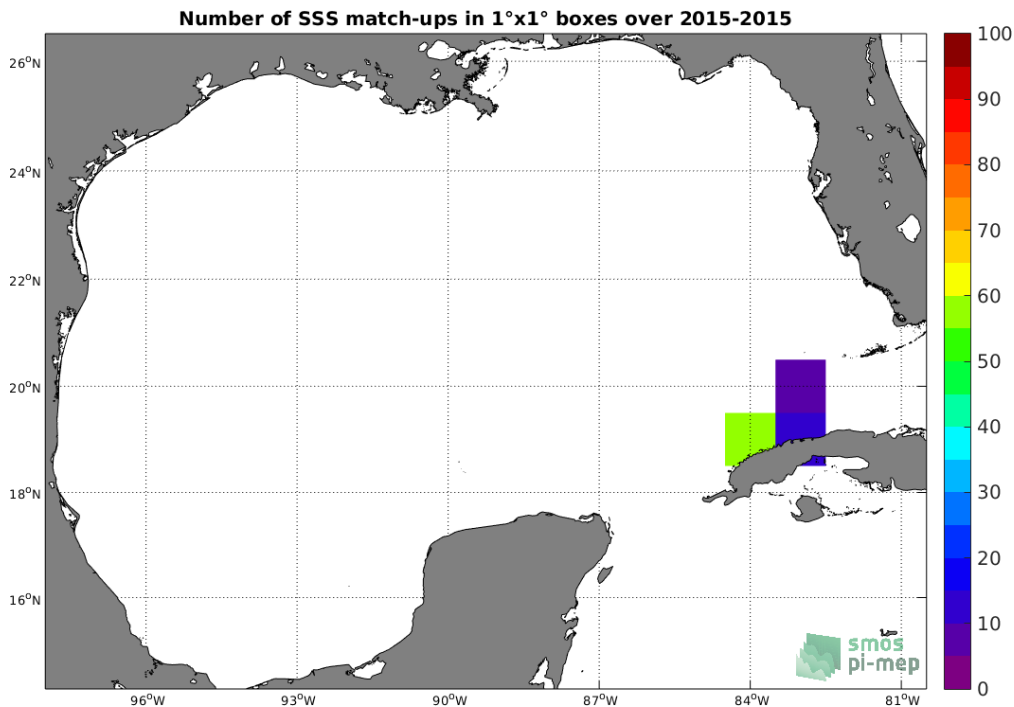 Number of SSS match-ups in 1°x1° boxes over 2015-2015
26°N
24°N
22°N
20°N
18°N
16°N
96°W
93°W
90°W
87°W
84°W
81°W
100
90
80
70
60
50
40
30
20
10
0
smos
pi-mep